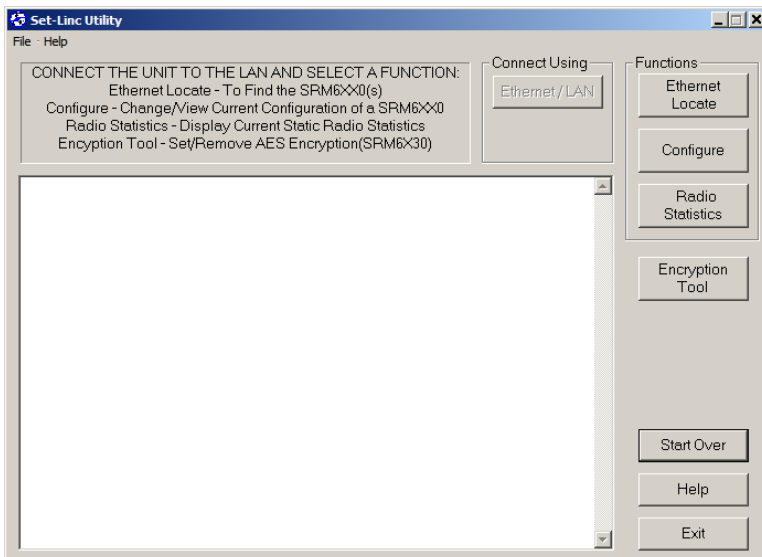 Set-Linc Utility
File Help
CONNECT THE UNIT TO THE LAN AND SELECT A FUNCTION:
Ethernet Locate - To Find the SRM6XX0(s)
Configure - Change/View Current Configuration of a SRM6XX0
Radio Statistics - Display Current Static Radio Statistics
Encyption Tool - Set/Remove AES Encryption(SRM6X30)
Connect Using
Ethernet / LAN
Functions
Ethernet
Locate
Configure
Radio
Statistics
Encryption
Tool
Start Over
Help
Exit